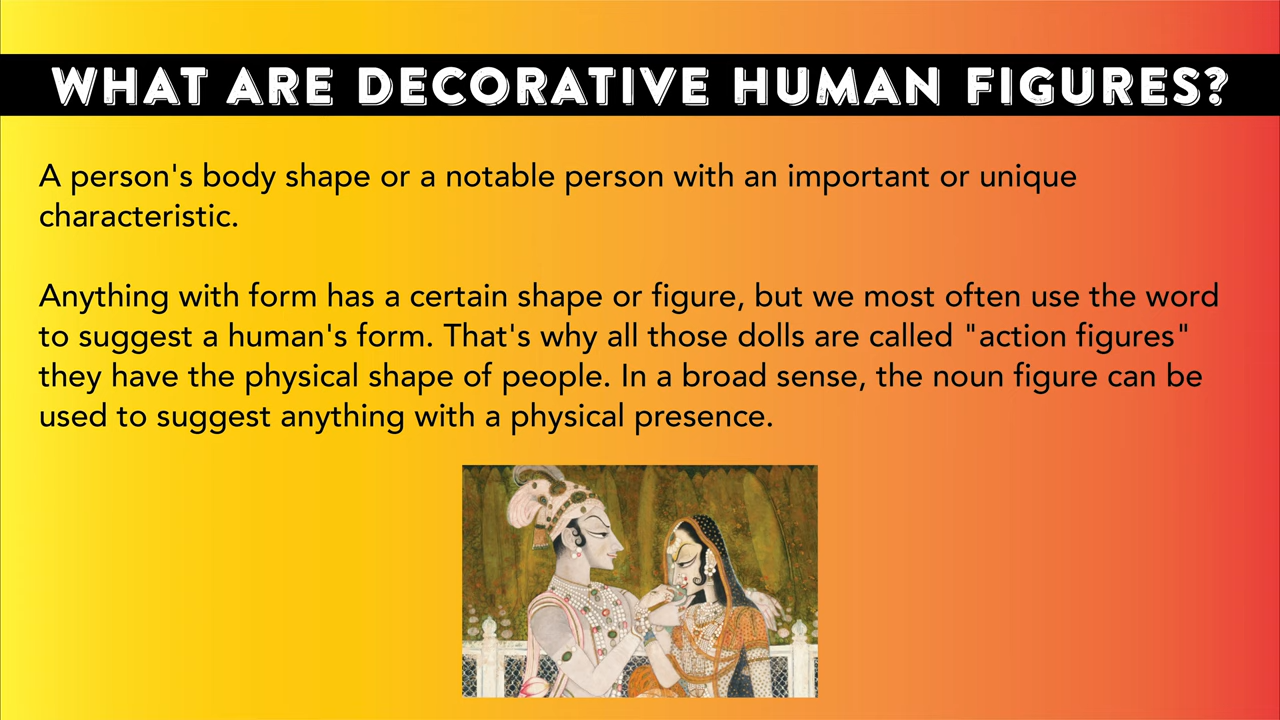 WHAT ARE DECORATIVE HUMAN FIGURES?
A person's body shape or a notable person with an important or unique
characteristic.
Anything with form has a certain shape or figure, but we most often use the word
to suggest a human's form. That's why all those dolls are called "action figures"
they have the physical shape of people. In a broad sense, the noun figure can be
used to suggest anything with a physical presence.